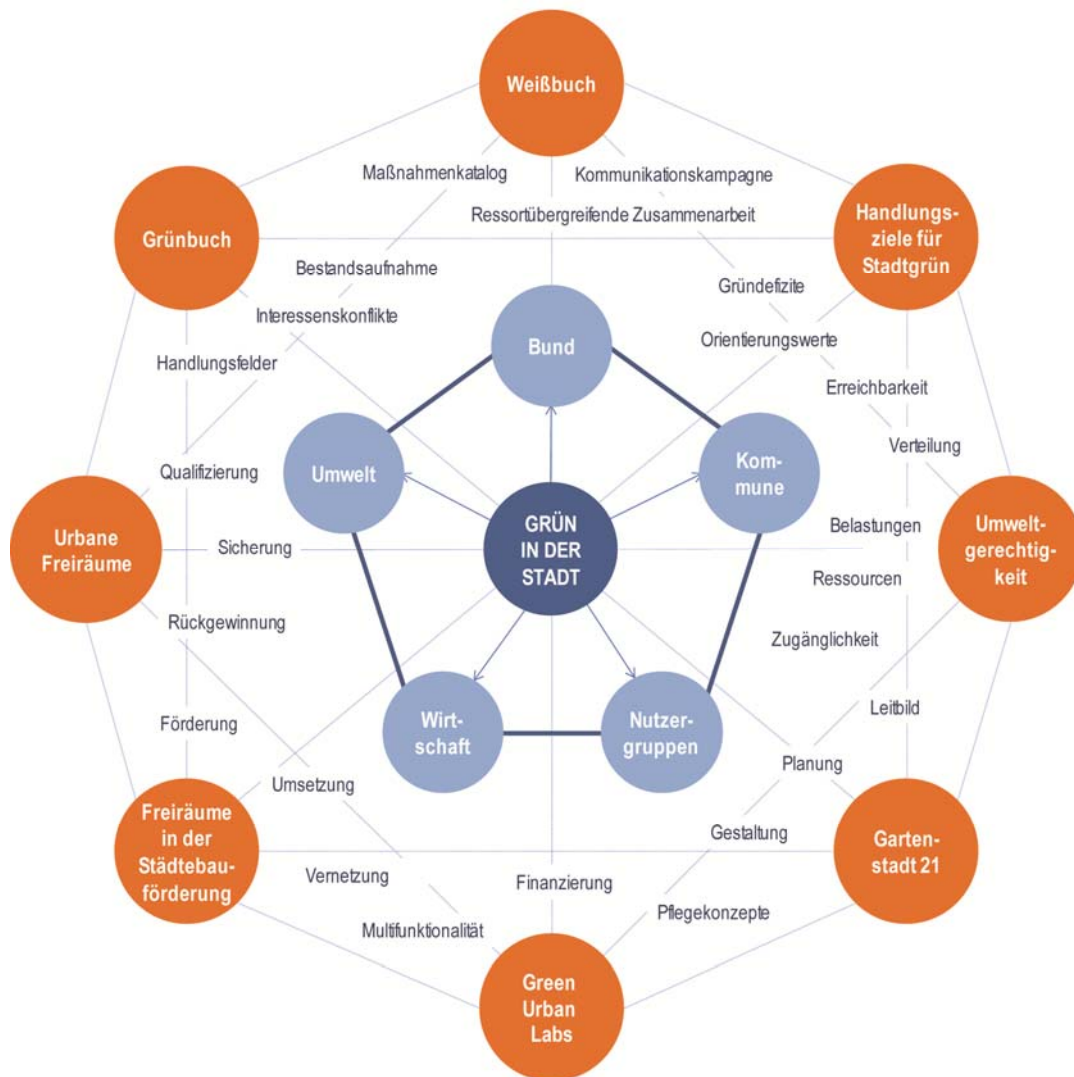 Weißbuch
Maßnahmenkatalog
Kommunikationskampagne
Ressortübergreifende Zusammenarbeit
Grünbuch
Handlungs-
ziele für
Stadtgrün
Bestandsaufnahme
Gründefizite
Interessenskonflikte
Bund
Orientierungswerte
Handlungsfelder
Erreichbarkeit
Verteilung
Umwelt
Kom-
mune
Qualifizierung
GRÜN
IN DER
STADT
Urbane
Freiräume
Sicherung
Belastungen
Umwelt-
gerechtig-
keit
Ressourcen
Rückgewinnung
Zugänglichkeit
Leitbild
Wirt-
schaft
Nutzer-
gruppen
Förderung
Umsetzung
Planung
Freiräume
in der
Städtebau-
förderung
Gestaltung
Garten-
stadt 21
Vernetzung
Finanzierung
Pflegekonzepte
Multifunktionalität
Green
Urban
Labs